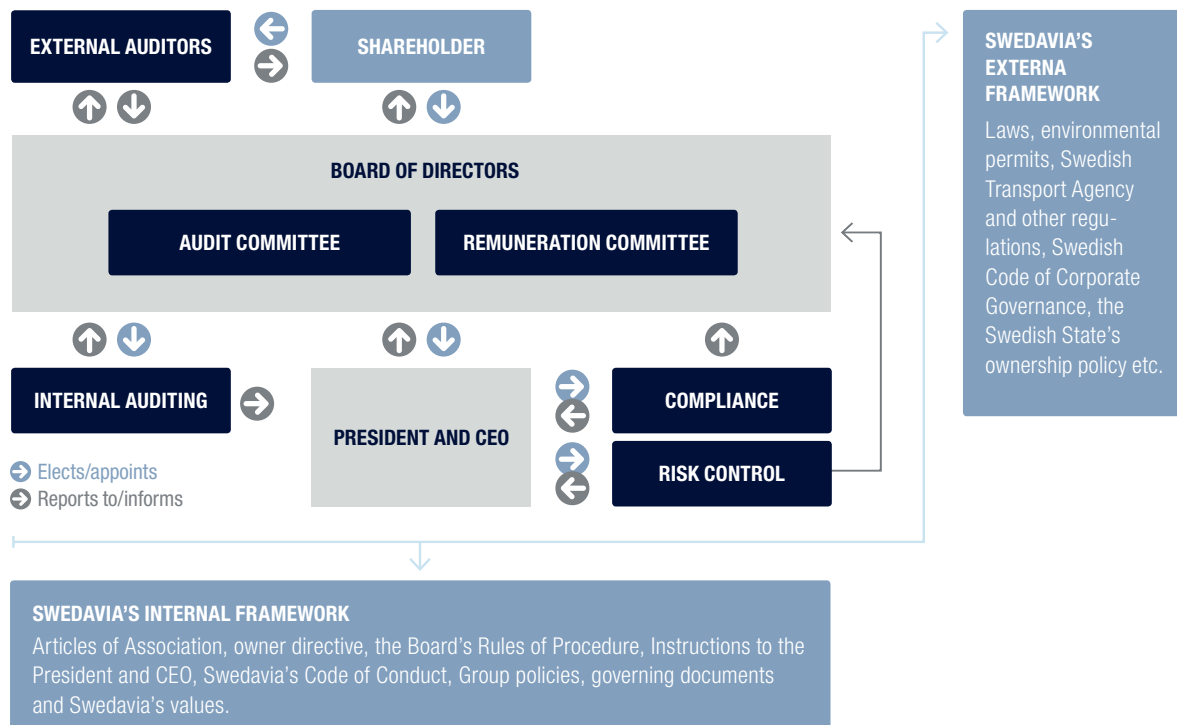 EXTERNAL AUDITORS
SHAREHOLDER
BOARD OF DIRECTORS
AUDIT COMMITTEE
REMUNERATION COMMITTEE
INTERNAL AUDITING
PRESIDENT AND CEO
COMPLIANCE
RISK CONTROL
Elects/appoints
Reports to/informs
SWEDAVIA'S
EXTERNA
FRAMEWORK
Laws, environmental
permits, Swedish
Transport Agency
and other regu-
lations, Swedish
Code of Corporate
Governance, the
Swedish State's
ownership policy etc.
SWEDAVIA'S INTERNAL FRAMEWORK
Articles of Association, owner directive, the Board's Rules of Procedure, Instructions to the
President and CEO, Swedavia's Code of Conduct, Group policies, governing documents
and Swedavia's values.